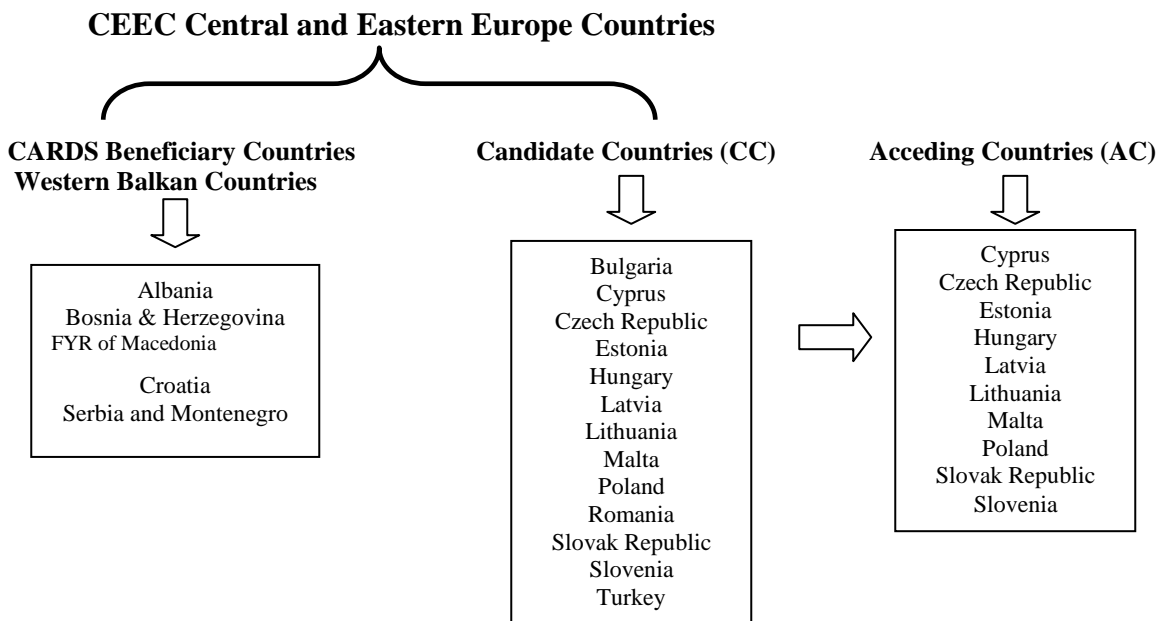 CEEC Central and Eastern Europe Countries
CARDS Beneficiary Countries
Western Balkan Countries
Albania
Bosnia & Herzegovina
FYR of Macedonia
Croatia
Serbia and Montenegro
Candidate Countries (CC)
Bulgaria
Cyprus
Czech Republic
Estonia
Hungary
Latvia
Lithuania
Malta
Poland
Romania
Slovak Republic
Slovenia
Turkey
Acceding Countries (AC)
Cyprus
Czech Republic
Estonia
Hungary
Latvia
Lithuania
Malta
Poland
Slovak Republic
Slovenia